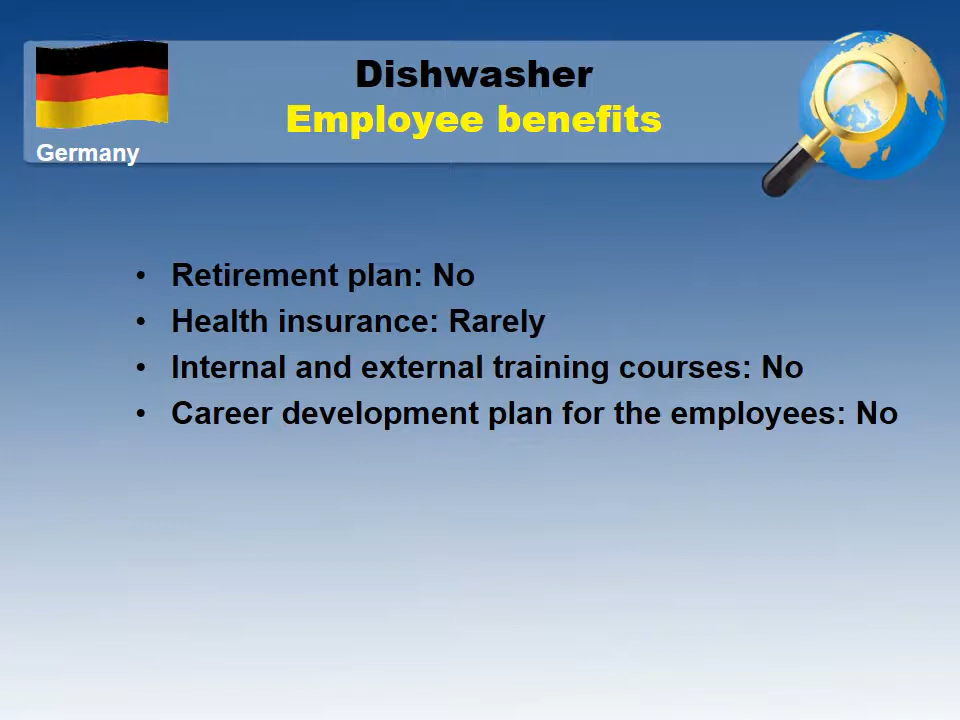 Dishwasher
Employee benefits
Germany
• Retirement plan: No
• Health insurance: Rarely
• Internal and external training courses: No
• Career development plan for the employees: No